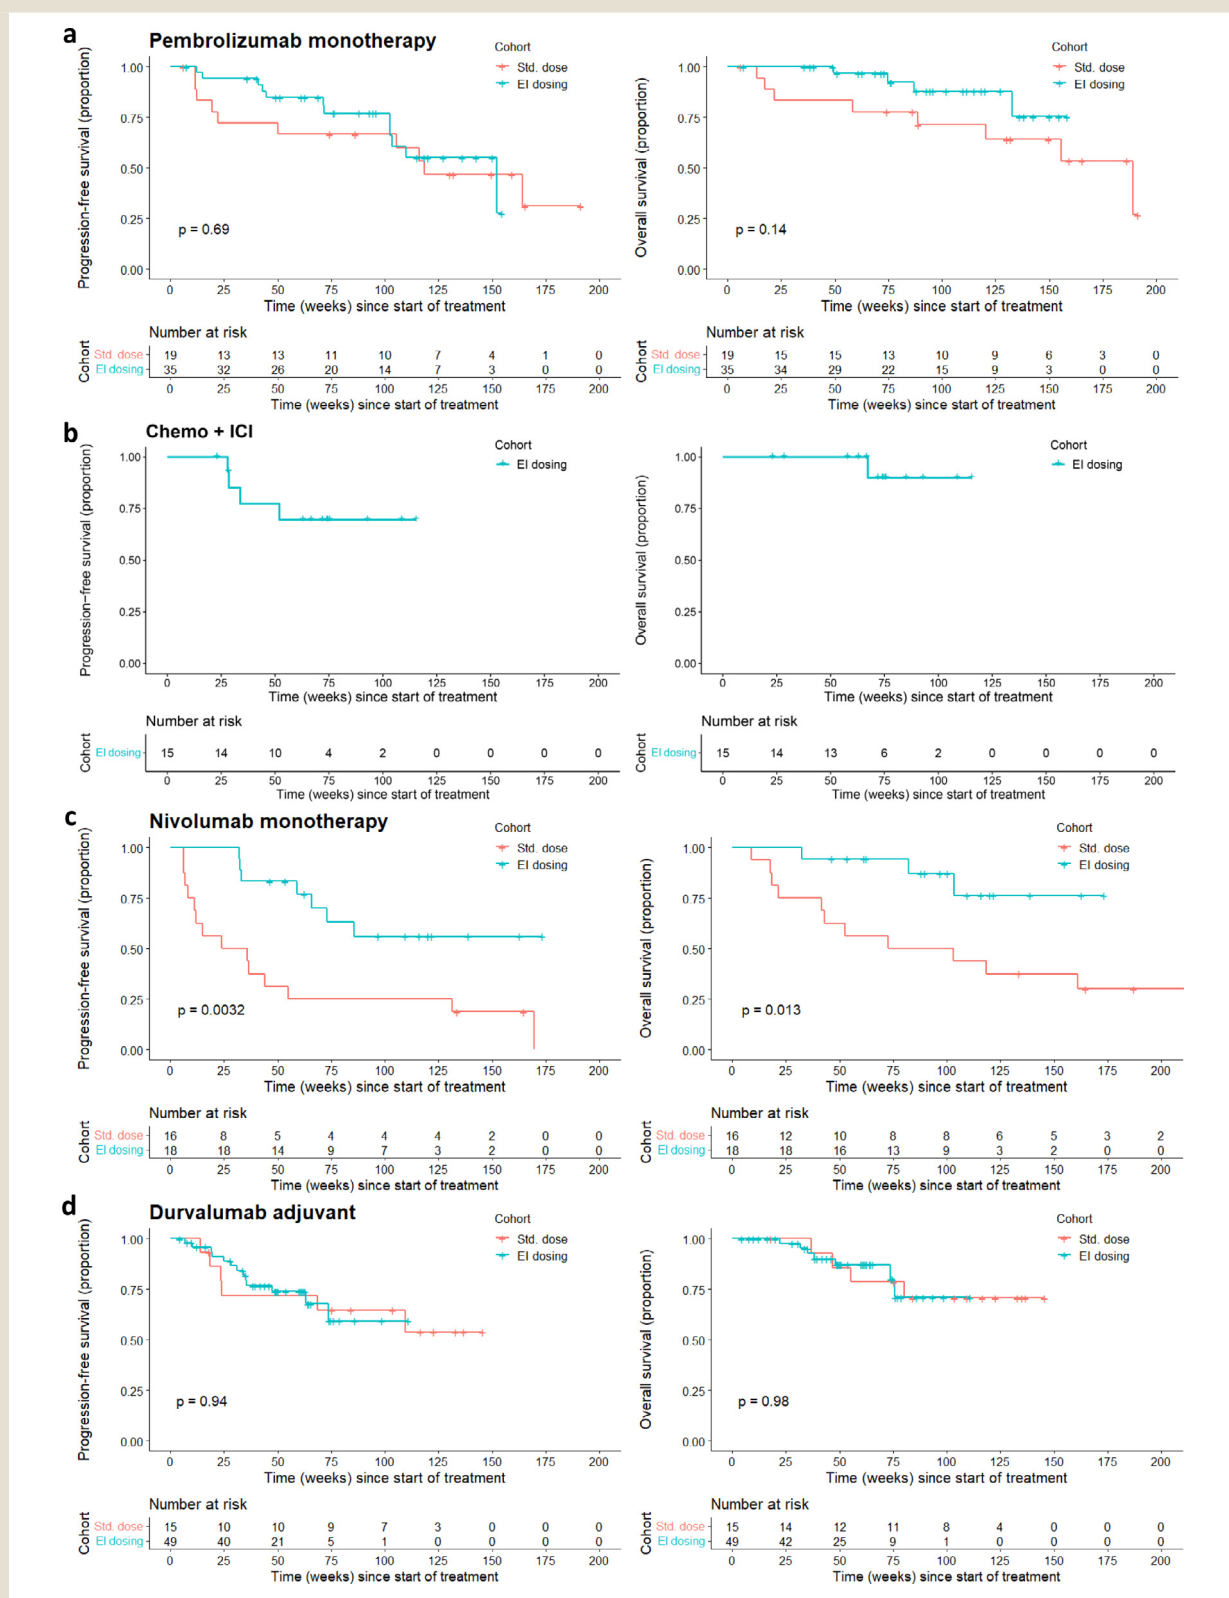 a
Pembrolizumab monotherapy
Cohort
Std. dose
EI dosing
Progression-free survival (proportion)
1.00
0.75
0.50
0.25
0.00
p = 0.69
0 25 50 75 100 125 150 175 200
Time (weeks) since start of treatment
Number at risk
Cohort
Std. dose 19 13 13 11 10 7 4 1 0
EI dosing 35 32 26 20 14 7 3 0 0
0 25 50 75 100 125 150 175 200
Time (weeks) since start of treatment
Cohort
Std. dose
EI dosing
Overall survival (proportion)
1.00
0.75
0.50
0.25
0.00
p = 0.14
0 25 50 75 100 125 150 175 200
Time (weeks) since start of treatment
Number at risk
Cohort
Std. dose 19 15 15 13 10 9 6 3 0
EI dosing 35 34 29 22 15 9 3 0 0
0 25 50 75 100 125 150 175 200
Time (weeks) since start of treatment
b
Chemo + ICI
Cohort
EI dosing
Progression-free survival (proportion)
1.00
0.75
0.50
0.25
0.00
0 25 50 75 100 125 150 175 200
Time (weeks) since start of treatment
Number at risk
Cohort
EI dosing 15 14 10 4 2 0 0 0 0
0 25 50 75 100 125 150 175 200
Time (weeks) since start of treatment
Cohort
EI dosing
Overall survival (proportion)
1.00
0.75
0.50
0.25
0.00
0 25 50 75 100 125 150 175 200
Time (weeks) since start of treatment
Number at risk
Cohort
EI dosing 15 14 13 6 2 0 0 0 0
0 25 50 75 100 125 150 175 200
Time (weeks) since start of treatment
c
Nivolumab monotherapy
Cohort
Std. dose
EI dosing
Progression-free survival (proportion)
1.00
0.75
0.50
0.25
0.00
p = 0.0032
0 25 50 75 100 125 150 175 200
Time (weeks) since start of treatment
Number at risk
Cohort
Std. dose 16 8 5 4 4 4 2 0 0
EI dosing 18 18 14 9 7 3 2 0 0
0 25 50 75 100 125 150 175 200
Time (weeks) since start of treatment
Cohort
Std. dose
EI dosing
Overall survival (proportion)
1.00
0.75
0.50
0.25
0.00
p = 0.013
0 25 50 75 100 125 150 175 200
Time (weeks) since start of treatment
Number at risk
Cohort
Std. dose 16 12 10 8 8 6 5 3 2
EI dosing 18 18 16 13 9 3 2 0 0
0 25 50 75 100 125 150 175 200
Time (weeks) since start of treatment
d
Durvalumab adjuvant
Cohort
Std. dose
EI dosing
Progression-free survival (proportion)
1.00
0.75
0.50
0.25
0.00
p = 0.94
0 25 50 75 100 125 150 175 200
Time (weeks) since start of treatment
Number at risk
Cohort
Std. dose 15 10 10 9 7 3 0 0 0
EI dosing 49 40 21 5 1 0 0 0 0
0 25 50 75 100 125 150 175 200
Time (weeks) since start of treatment
Cohort
Std. dose
EI dosing
Overall survival (proportion)
1.00
0.75
0.50
0.25
0.00
p = 0.98
0 25 50 75 100 125 150 175 200
Time (weeks) since start of treatment
Number at risk
Cohort
Std. dose 15 14 12 11 8 4 0 0 0
EI dosing 49 42 25 9 1 0 0 0 0
0 25 50 75 100 125 150 175 200
Time (weeks) since start of treatment